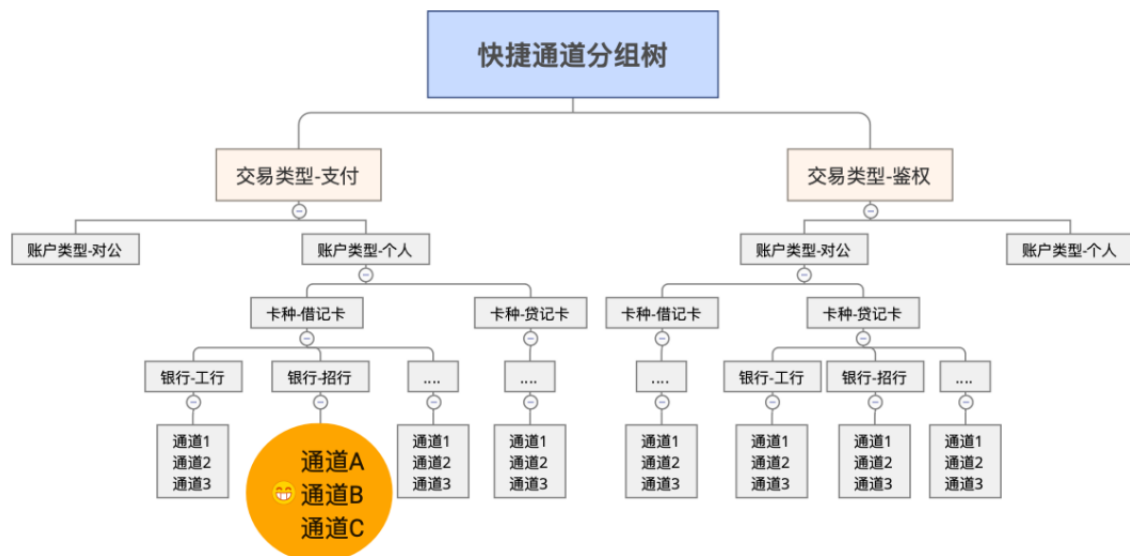 快捷通道分组树
交易类型-支付
交易类型-鉴权
账户类型-对公
账户类型-个人
账户类型-对公
账户类型-个人
卡种-借记卡
卡种-贷记卡
卡种-借记卡
卡种-贷记卡
银行-工行
银行-招行
....
....
....
银行-工行
银行-招行
....
通道1
通道2
通道3
通道A
通道B
通道C
通道1
通道2
通道3
通道1
通道2
通道3
通道1
通道2
通道3
通道1
通道2
通道3
通道1
通道2
通道3
通道1
通道2
通道3